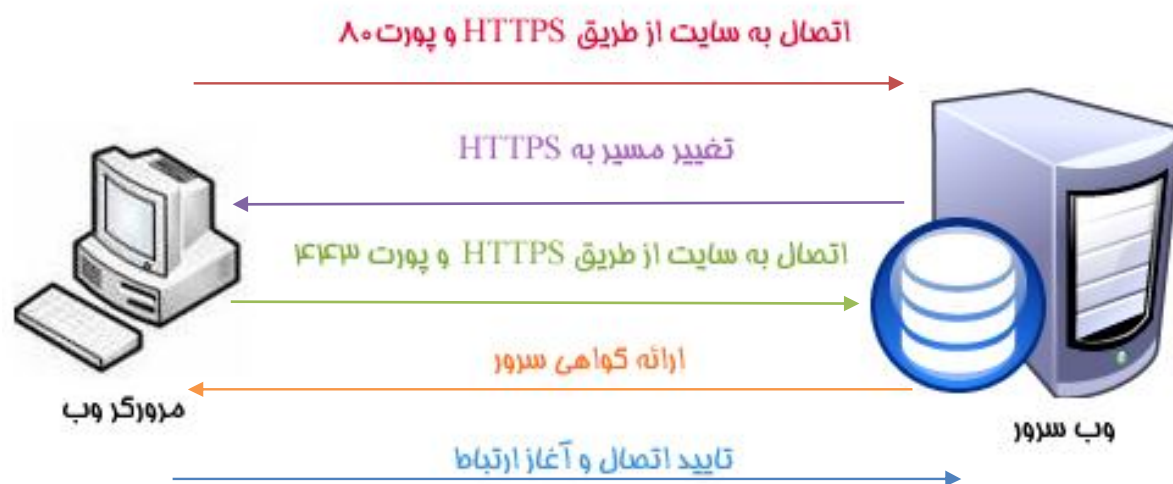 اتصال به سایت از طریق HTTPS و پورت ۸۰
تغییر مسیر به HTTPS
اتصال به سایت از طریق HTTPS و پورت ۴۴۳
ارائه گواهی سرور
مرورگر وب
وب سرور
تایید اتصال و آغاز ارتباط